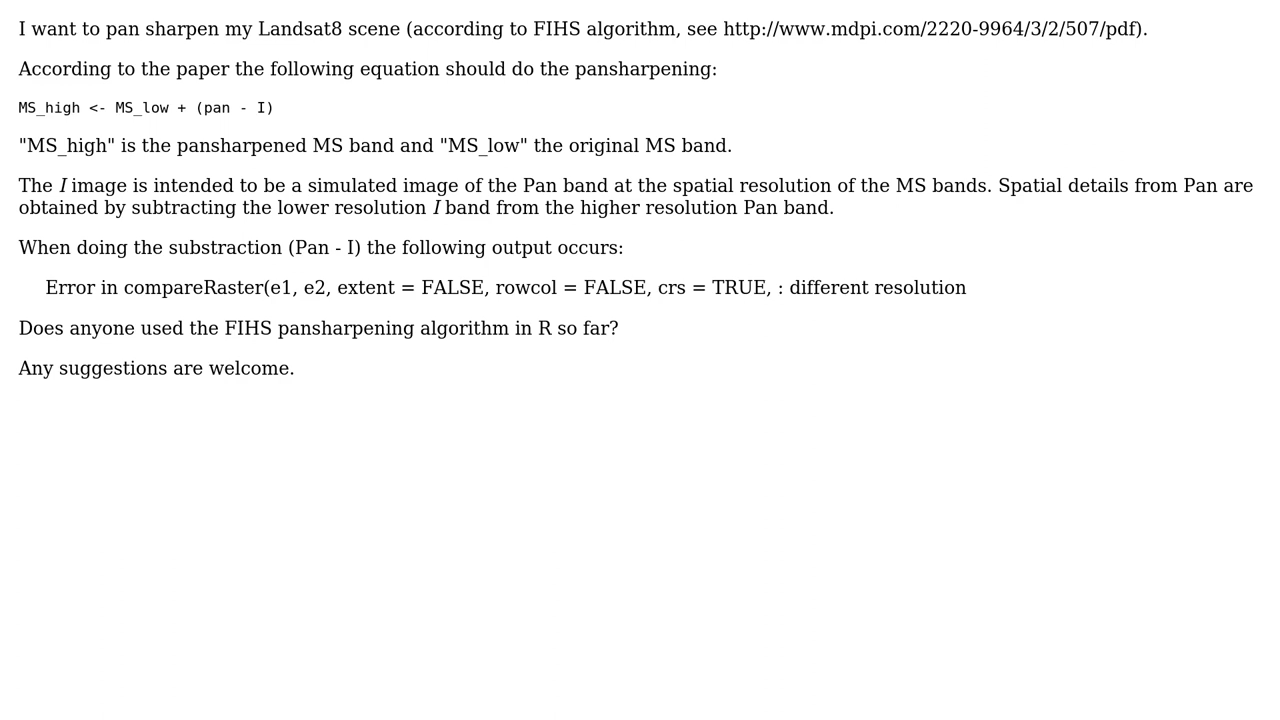 I want to pan sharpen my Landsat8 scene (according to FIHS algorithm, see http://www.mdpi.com/2220-9964/3/2/507/pdf).
According to the paper the following equation should do the pansharpening:
MS_high <- MS_low + (pan - I)
"MS_high" is the pansharpened MS band and "MS_low" the original MS band.
The I image is intended to be a simulated image of the Pan band at the spatial resolution of the MS bands. Spatial details from Pan are
obtained by subtracting the lower resolution I band from the higher resolution Pan band.
When doing the substraction (Pan - I) the following output occurs:
Error in compareRaster(e1, e2, extent = FALSE, rowcol = FALSE, crs = TRUE, : different resolution
Does anyone used the FIHS pansharpening algorithm in R so far?
Any suggestions are welcome.